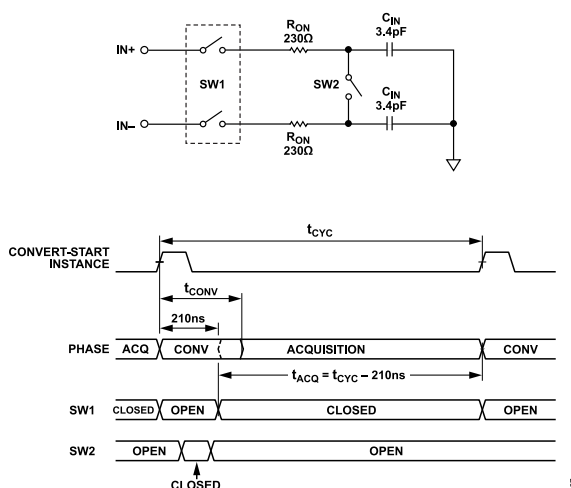 IN+
SW1
R_ON
230Ω
SW2
C_IN
3.4pF
C_IN
3.4pF
IN–
R_ON
230Ω
t_CYC
CONVERT-START
INSTANCE
t_CONV
210ns
PHASE ACQ CONV ACQUISITION CONV
t_ACQ = t_CYC – 210ns
SW1 CLOSED OPEN CLOSED OPEN
SW2 OPEN OPEN
CLOSED